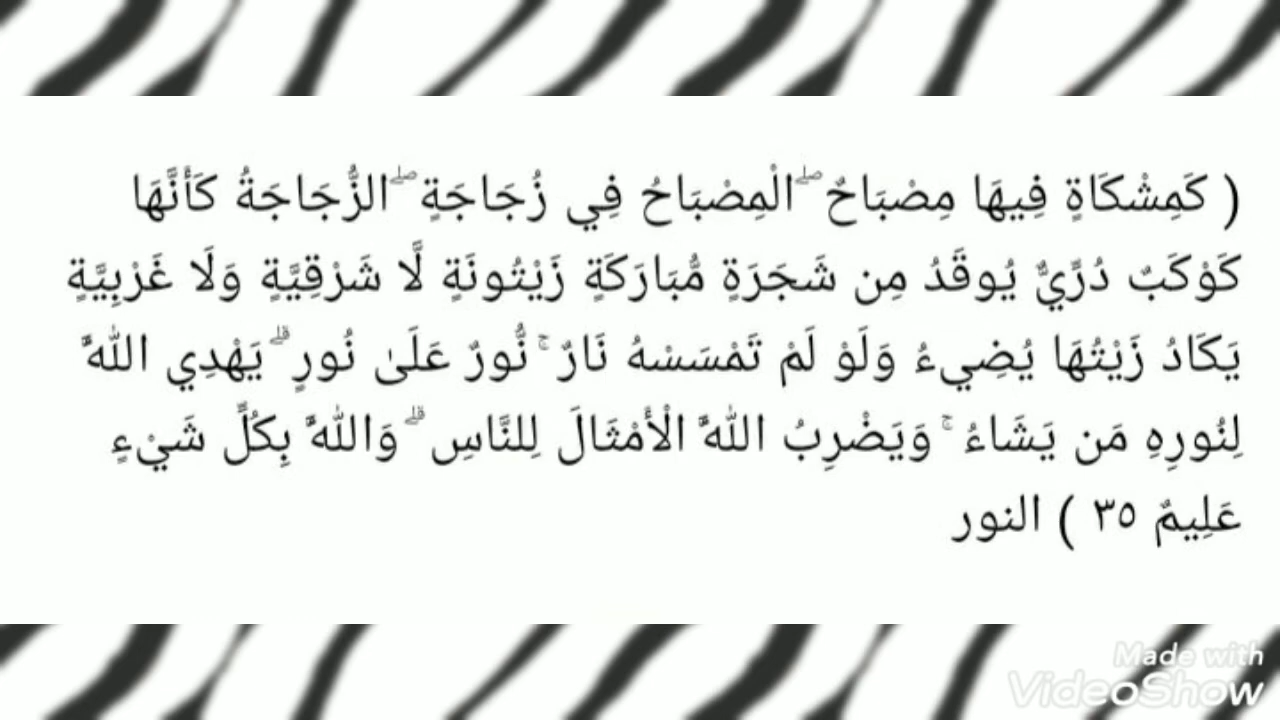 ( كَمِشْكَاةٍ فِيهَا مِصْبَاحٌ ۖ الْمِصْبَاحُ فِي زُجَاجَةٍ ۖ الزُّجَاجَةُ كَأَنَّهَا
كَوْكَبٌ دُرِّيٌّ يُوقَدُ مِن شَجَرَةٍ مُّبَارَكَةٍ زَيْتُونَةٍ لَّا شَرْقِيَّةٍ وَلَا غَرْبِيَّةٍ
يَكَادُ زَيْتُهَا يُضِيءُ وَلَوْ لَمْ تَمْسَسْهُ نَارٌ ۚ نُّورٌ عَلَىٰ نُورٍ ۗ يَهْدِي اللَّهُ
لِنُورِهِ مَن يَشَاءُ ۚ وَيَضْرِبُ اللَّهُ الْأَمْثَالَ لِلنَّاسِ ۗ وَاللَّهُ بِكُلِّ شَيْءٍ
عَلِيمٌ ٣٥ ) النور
Made with
VideoShow